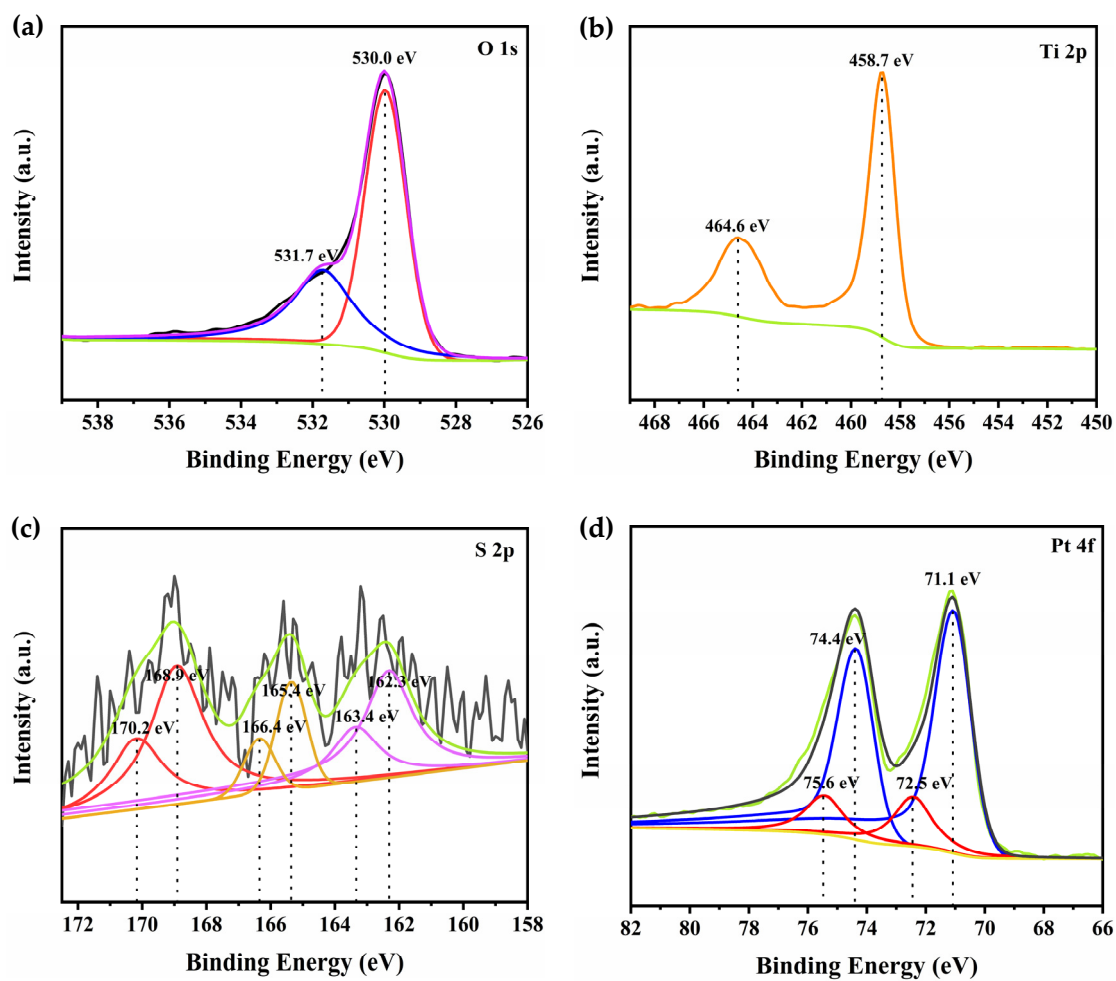 (a)
O 1s
530.0 eV
531.7 eV
Intensity (a.u.)
538 536 534 532 530 528 526
Binding Energy (eV)
(b)
Ti 2p
458.7 eV
464.6 eV
Intensity (a.u.)
468 466 464 462 460 458 456 454 452 450
Binding Energy (eV)
(c)
S 2p
168.9 eV
170.2 eV
165.4 eV
166.4 eV
162.3 eV
163.4 eV
Intensity (a.u.)
172 170 168 166 164 162 160 158
Binding Energy (eV)
(d)
Pt 4f
71.1 eV
74.4 eV
75.6 eV
72.5 eV
Intensity (a.u.)
82 80 78 76 74 72 70 68 66
Binding Energy (eV)